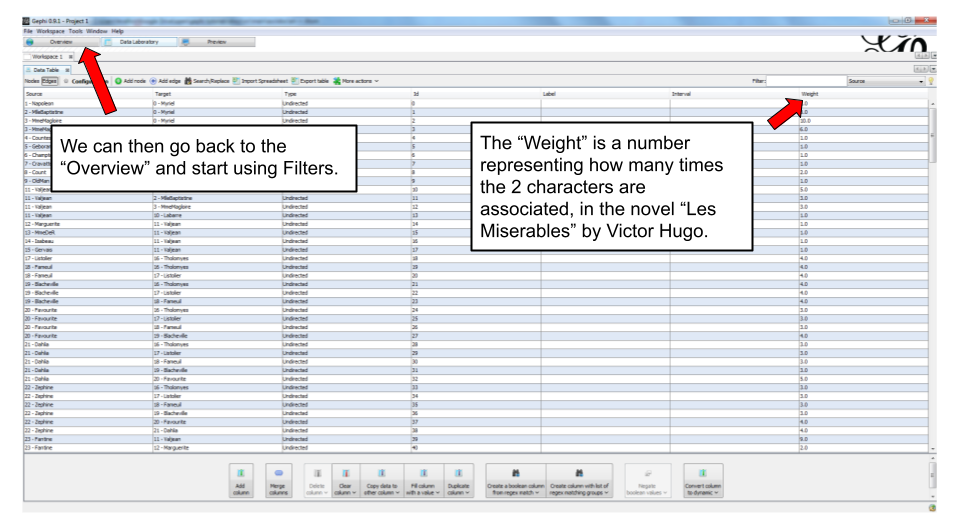 Gephi 0.9.1 - Project 1
File Workspace Tools Window Help
Overview Data Laboratory Preview
Workspace 1
Data Table
Nodes Edges Configuration Add node Add edge Search/Replace Import Spreadsheet Export table More actions Filter: Source
Source Target Type Id Label Interval Weight
1 - Napoleon 0 - Myriel Undirected 0
2 - MlleBaptistine 0 - Myriel Undirected 1
3 - MmeMagloire 0 - Myriel Undirected 2 10.0
3 - MmeMag 3 6.0
4 - Countes 4 1.0
5 - Geboran 5 1.0
6 - Champte 6 1.0
7 - Cravatte 7 1.0
8 - Count 8 2.0
9 - OldMan 9 1.0
11 - Valjean 10 5.0
We can then go back to the
"Overview" and start using Filters.
The "Weight" is a number
representing how many times
the 2 characters are
associated, in the novel "Les
Miserables" by Victor Hugo.
11 - Valjean 2 - MlleBaptistine Undirected 11 3.0
11 - Valjean 3 - MmeMagloire Undirected 12 3.0
11 - Valjean 10 - Labarre Undirected 13 1.0
12 - Marguerite 11 - Valjean Undirected 14 1.0
13 - MmeDeR 11 - Valjean Undirected 15 1.0
14 - Isabeau 11 - Valjean Undirected 16 1.0
15 - Gervais 11 - Valjean Undirected 17 1.0
17 - Listolier 16 - Tholomyes Undirected 18 4.0
18 - Fameuil 16 - Tholomyes Undirected 19 4.0
18 - Fameuil 17 - Listolier Undirected 20 4.0
19 - Blacheville 16 - Tholomyes Undirected 21 4.0
19 - Blacheville 17 - Listolier Undirected 22 4.0
19 - Blacheville 18 - Fameuil Undirected 23 4.0
20 - Favourite 16 - Tholomyes Undirected 24 3.0
20 - Favourite 17 - Listolier Undirected 25 3.0
20 - Favourite 18 - Fameuil Undirected 26 3.0
20 - Favourite 19 - Blacheville Undirected 27 4.0
21 - Dahlia 16 - Tholomyes Undirected 28 3.0
21 - Dahlia 17 - Listolier Undirected 29 3.0
21 - Dahlia 18 - Fameuil Undirected 30 3.0
21 - Dahlia 19 - Blacheville Undirected 31 3.0
21 - Dahlia 20 - Favourite Undirected 32 5.0
22 - Zephine 16 - Tholomyes Undirected 33 3.0
22 - Zephine 17 - Listolier Undirected 34 3.0
22 - Zephine 18 - Fameuil Undirected 35 3.0
22 - Zephine 19 - Blacheville Undirected 36 3.0
22 - Zephine 20 - Favourite Undirected 37 4.0
22 - Zephine 21 - Dahlia Undirected 38 4.0
23 - Fantine 11 - Valjean Undirected 39 9.0
23 - Fantine 12 - Marguerite Undirected 40 2.0
Add column
Merge columns
Delete column
Clear column
Copy data to other column
Fill column with a value
Duplicate column
Create a boolean column from regex match
Create column with list of regex matching groups
Negate boolean values
Convert column to dynamic